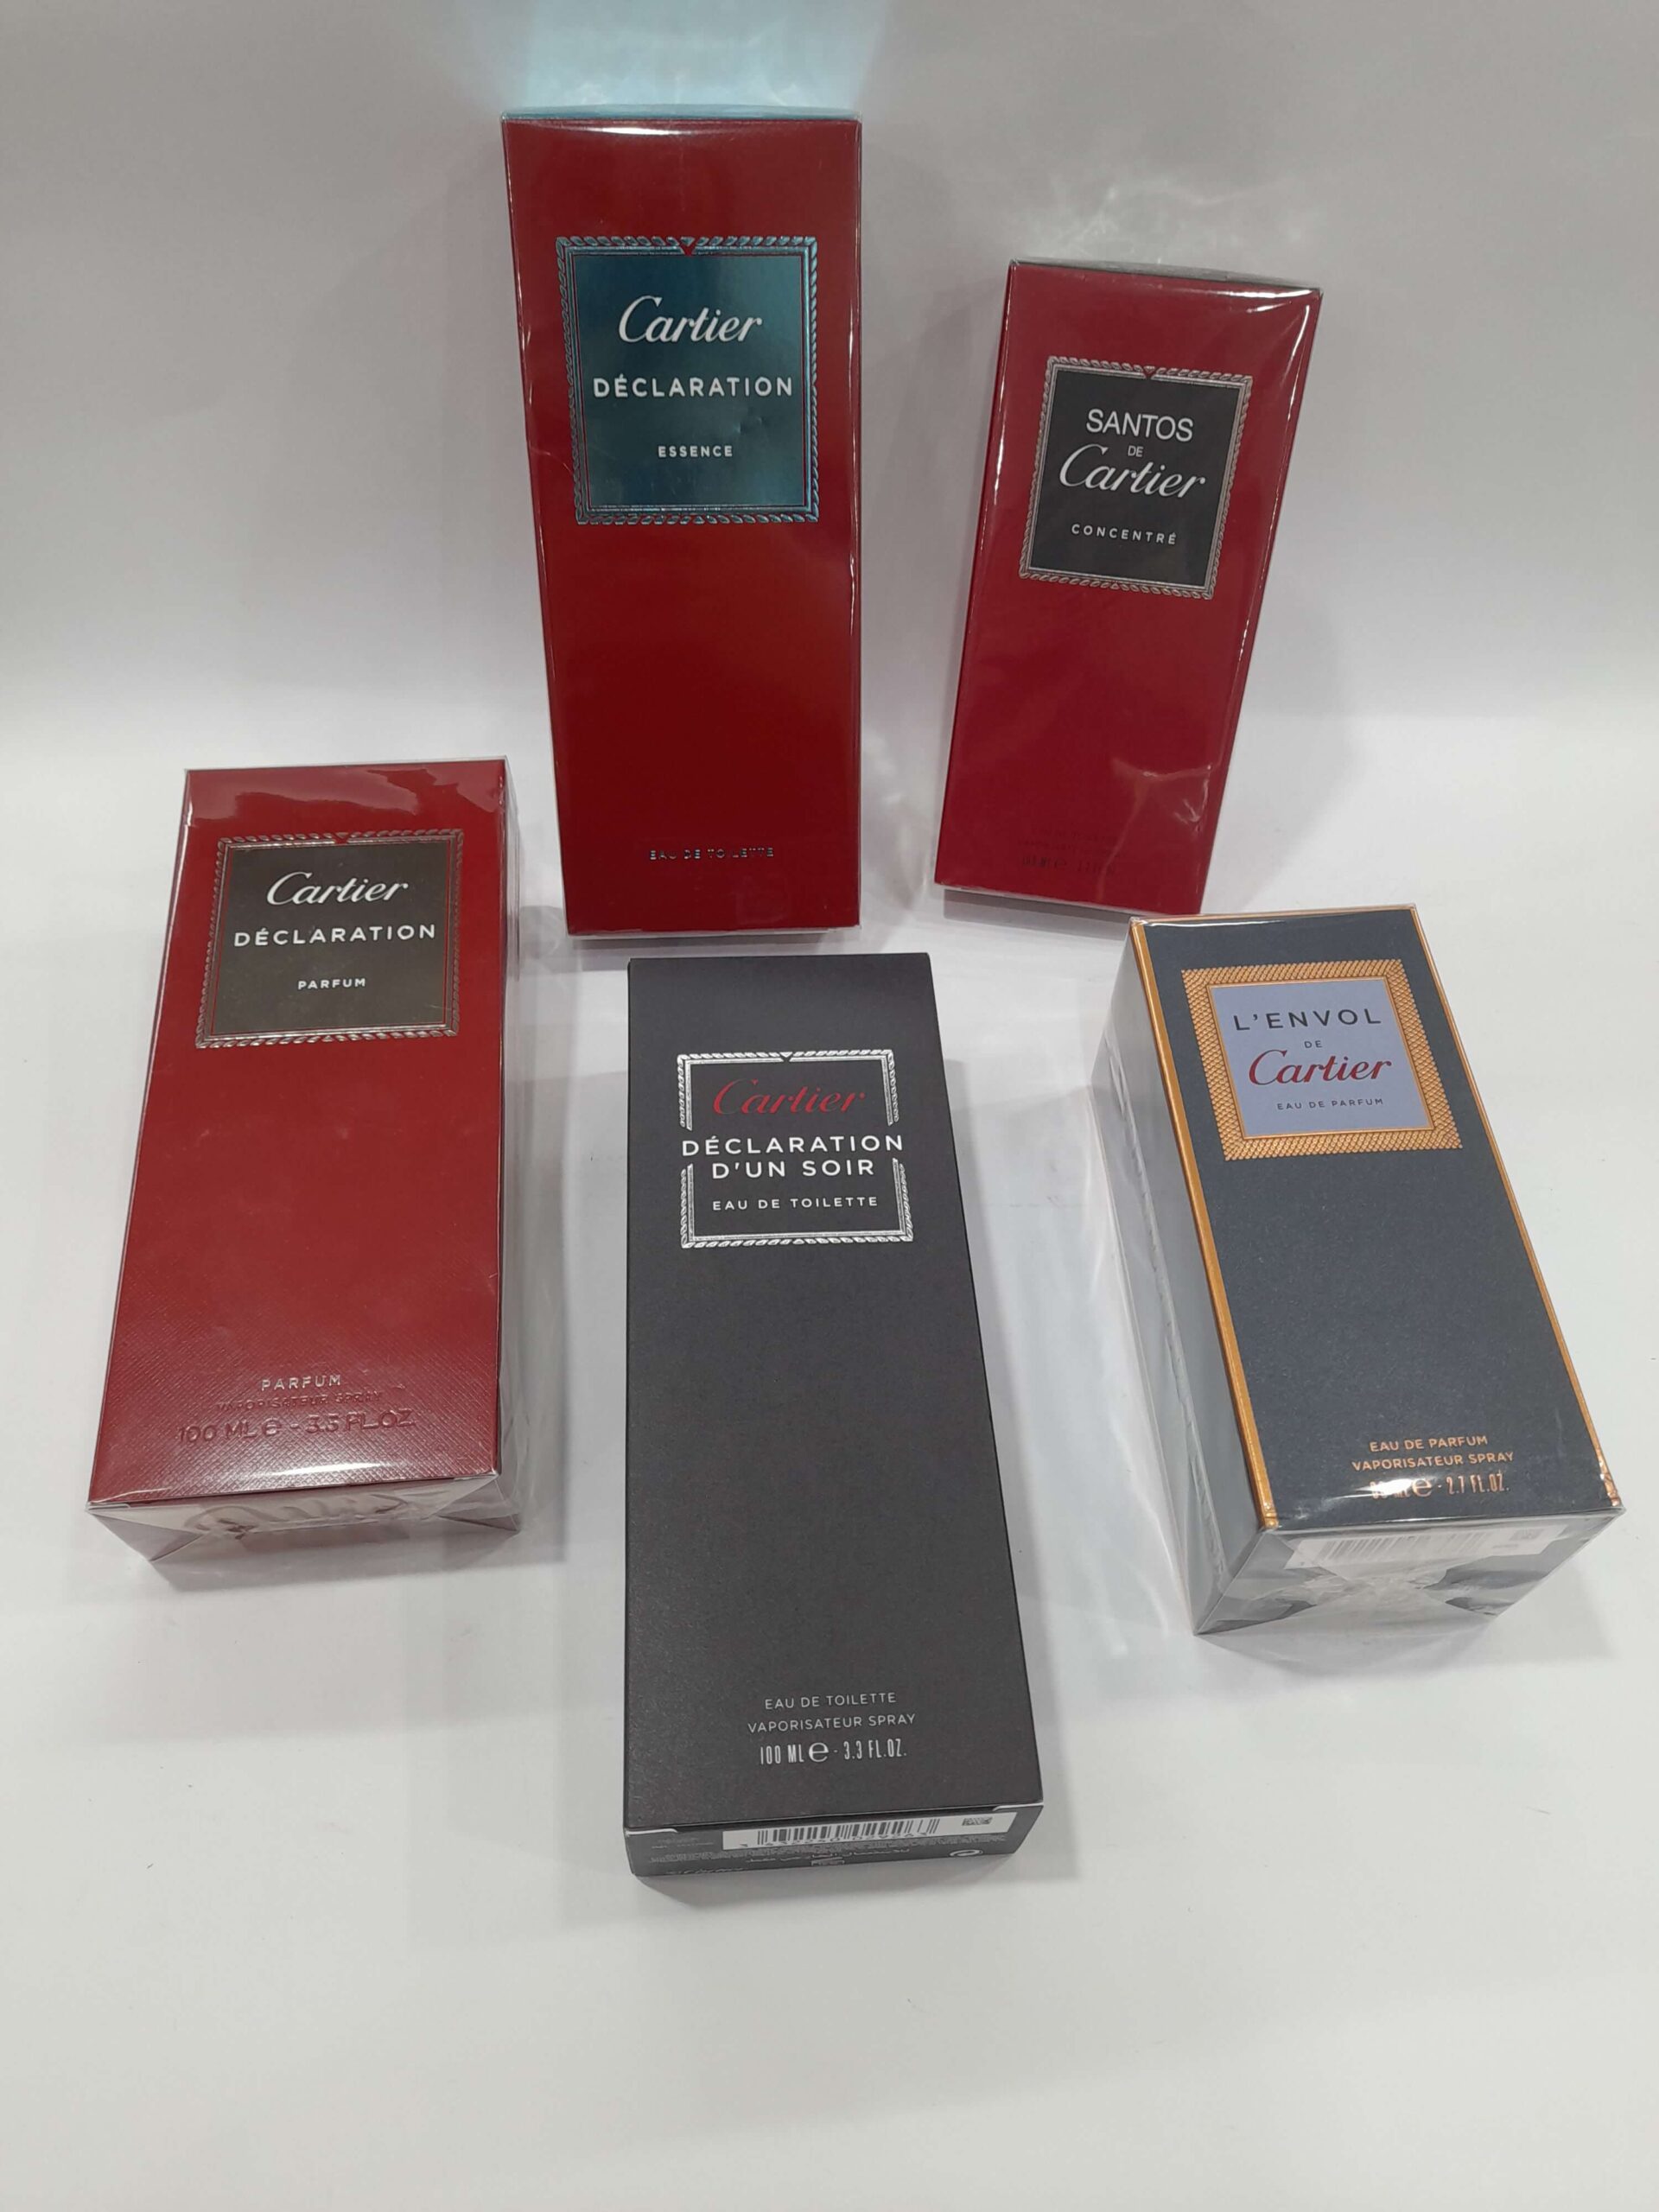 Cartier
DÉCLARATION
ESSENCE
EAU DE TOILETTE
SANTOS
DE
Cartier
CONCENTRÉ
Cartier
DÉCLARATION
PARFUM
PARFUM
VAPORISATEUR SPRAY
100 ML e - 3.3 FL.OZ.
Cartier
DÉCLARATION
D'UN SOIR
EAU DE TOILETTE
EAU DE TOILETTE
VAPORISATEUR SPRAY
100 ML e - 3.3 FL.OZ.
L'ENVOL
DE
Cartier
EAU DE PARFUM
EAU DE PARFUM
VAPORISATEUR SPRAY
e - 2.7 FL.OZ.